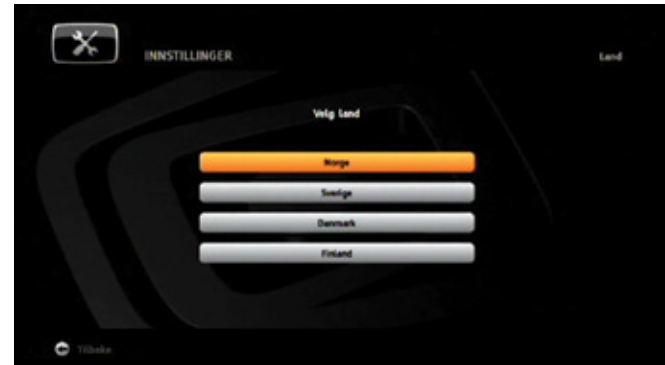 INNSTILLINGER
Land
Velg land
Norge
Sverige
Danmark
Finland
Tilbake